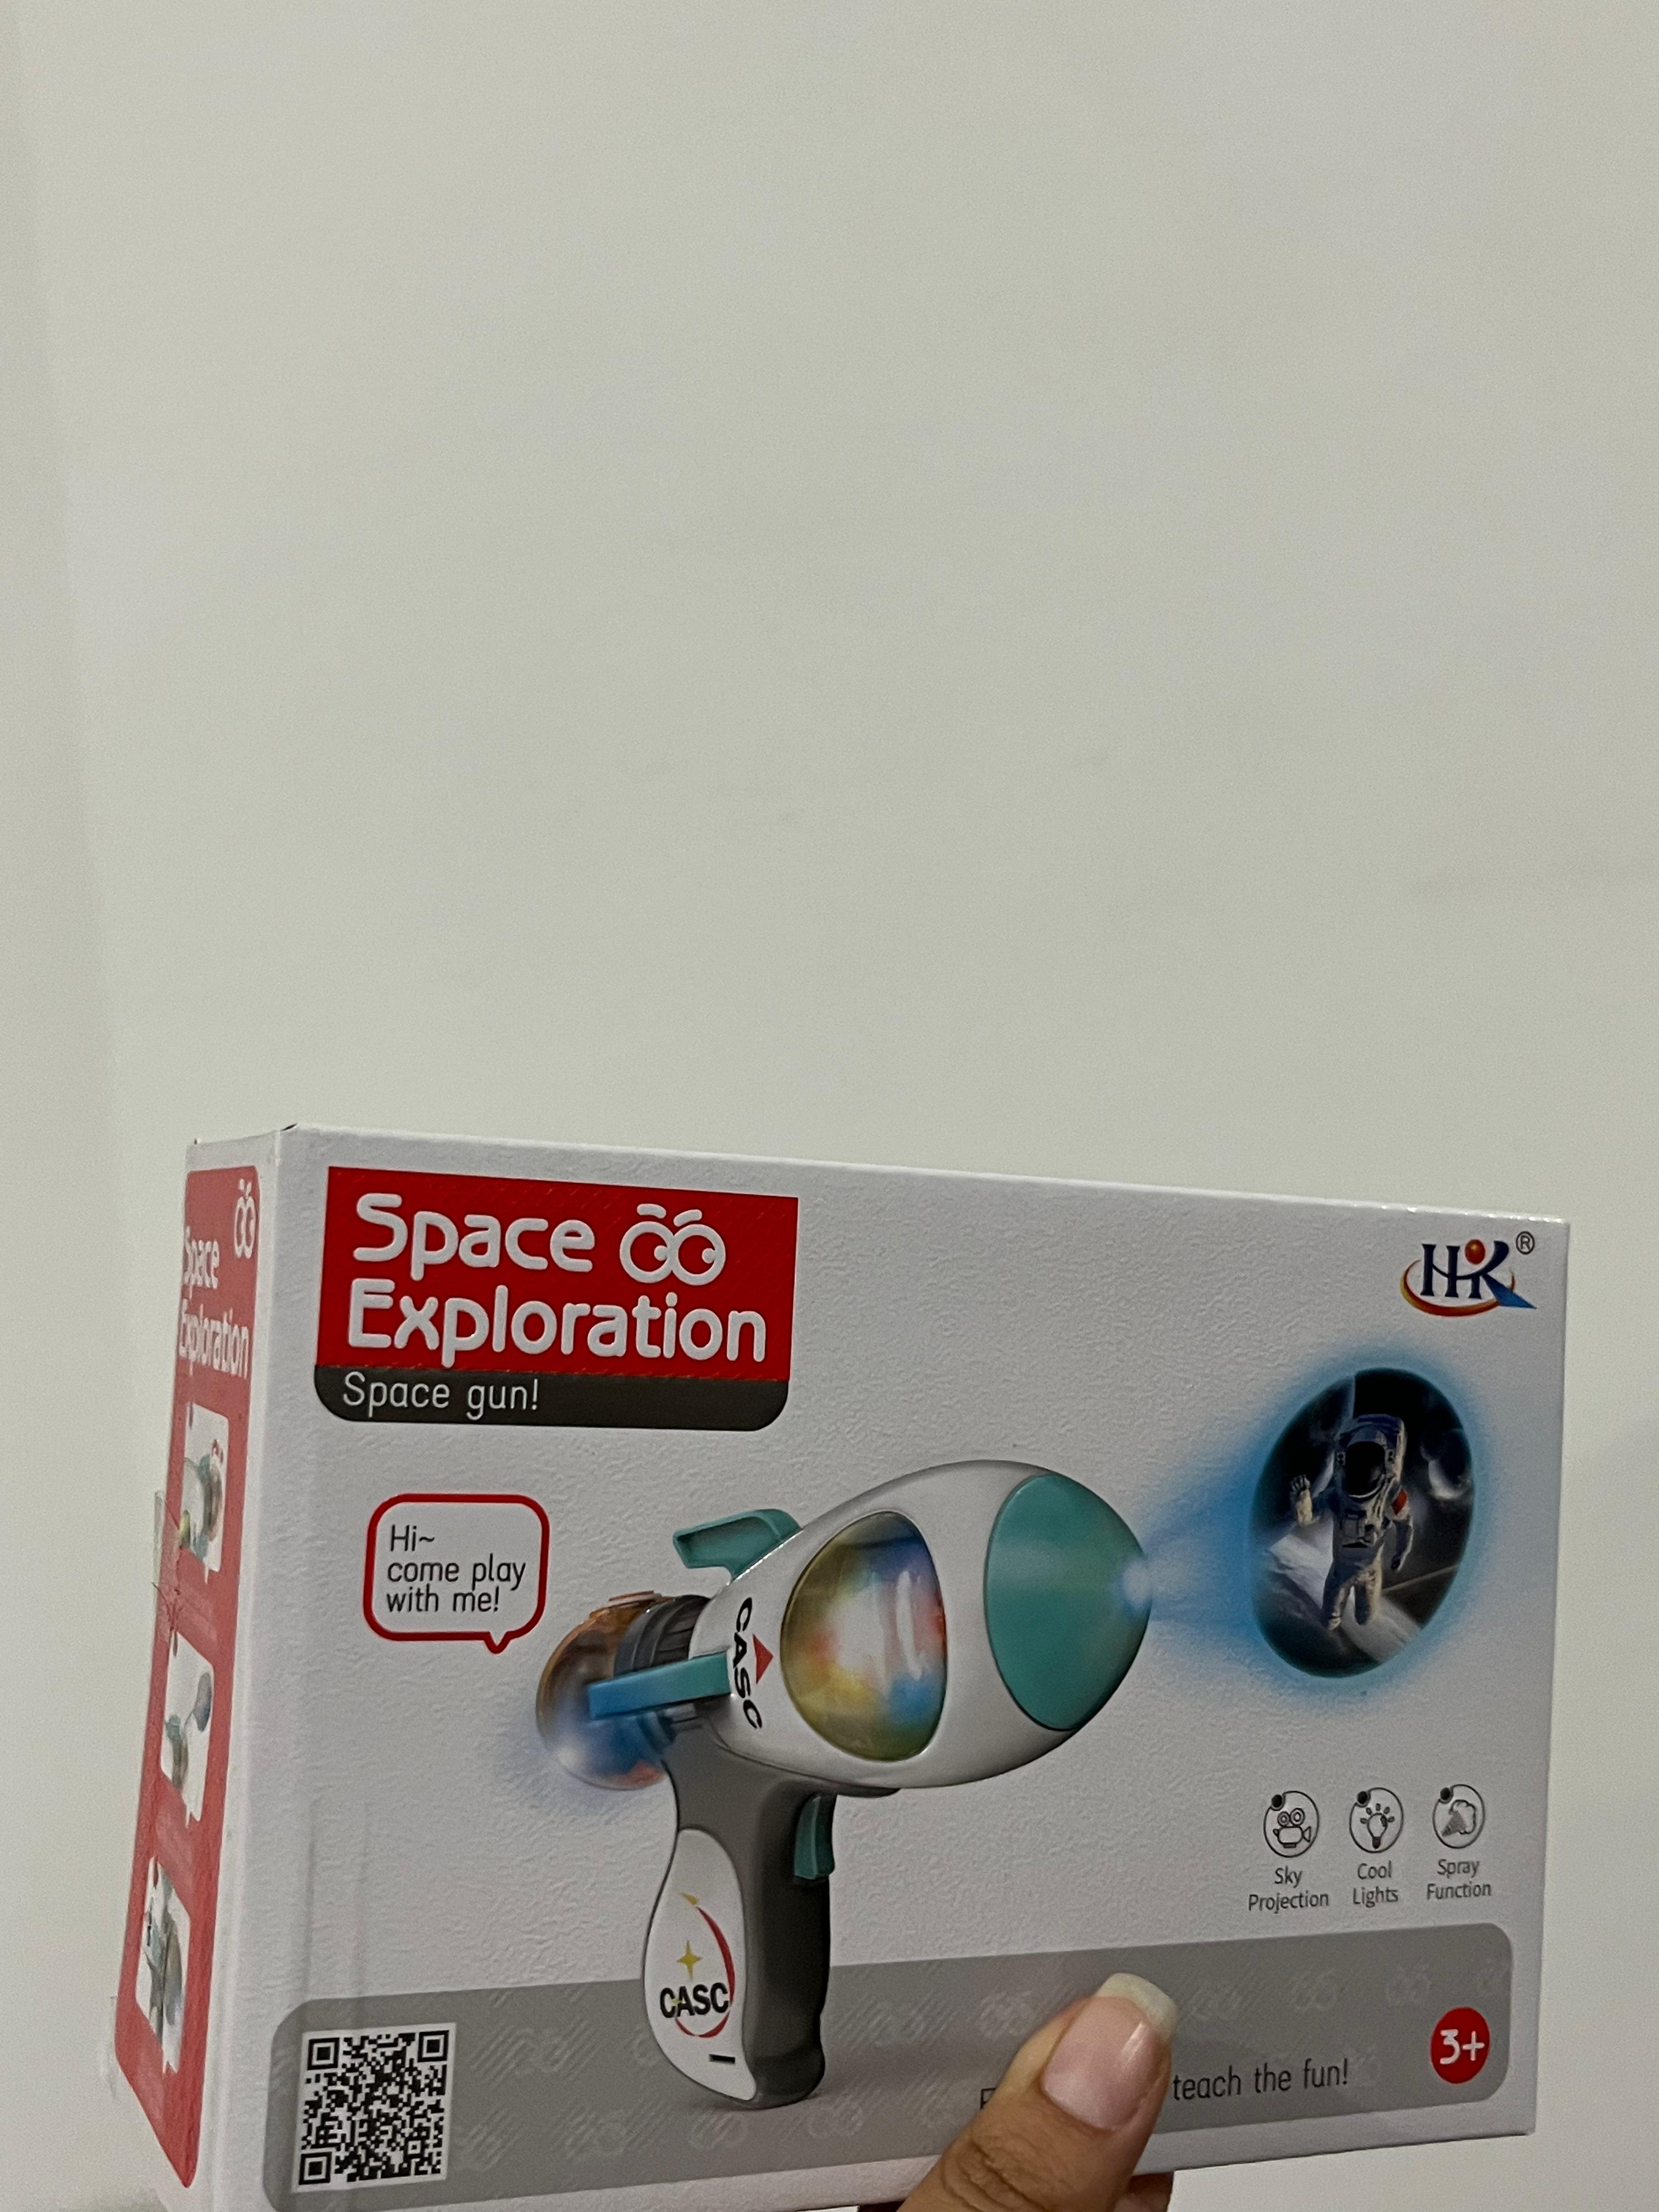 Space
Exploration
Space gun!
HK®
Hi~
come play
with me!
CASC
CASC
Sky
Projection
Cool
Lights
Spray
Function
teach the fun!
3+
Space
Exploration